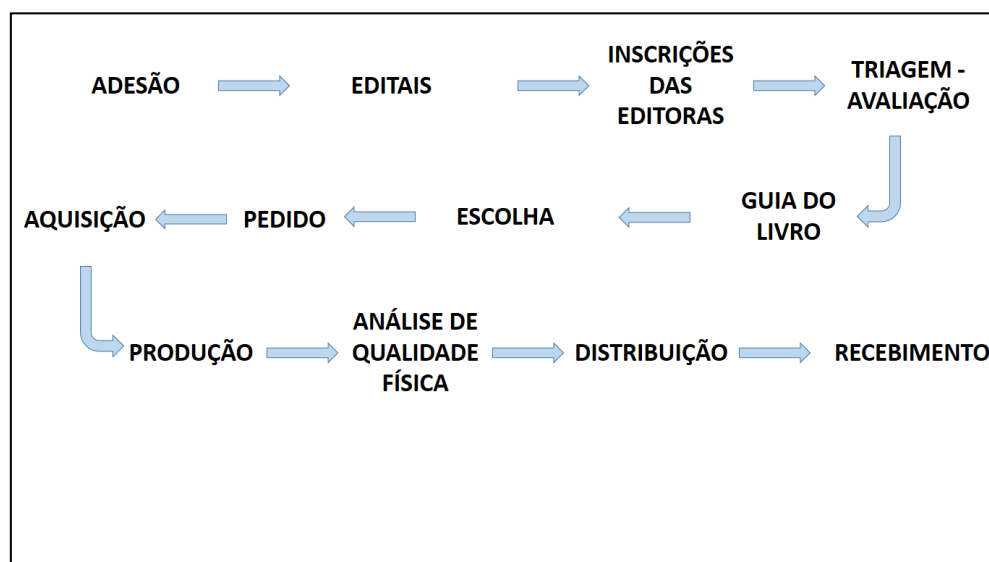 ADESÃO
EDITAIS
INSCRIÇÕES
DAS
EDITORAS
TRIAGEM -
AVALIAÇÃO
GUIA DO
LIVRO
ESCOLHA
PEDIDO
AQUISIÇÃO
PRODUÇÃO
ANÁLISE DE
QUALIDADE
FÍSICA
DISTRIBUIÇÃO
RECEBIMENTO